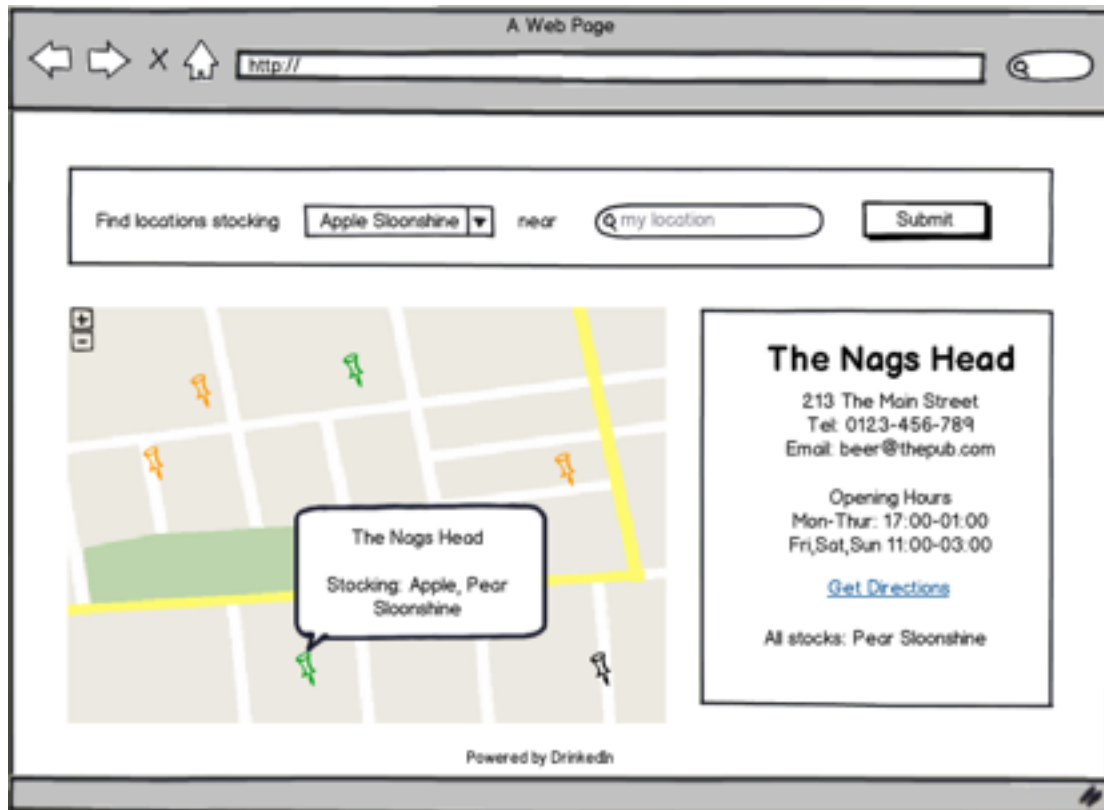 A Web Page
http://
Find locations stocking Apple Sloonshine near my location Submit
+
-
The Nags Head
Stocking: Apple, Pear
Sloonshine
The Nags Head
213 The Main Street
Tel: 0123-456-789
Email: beer@thepub.com
Opening Hours
Mon-Thur: 17:00-01:00
Fri,Sat,Sun 11:00-03:00
Get Directions
All stocks: Pear Sloonshine
Powered by DrinkedIn